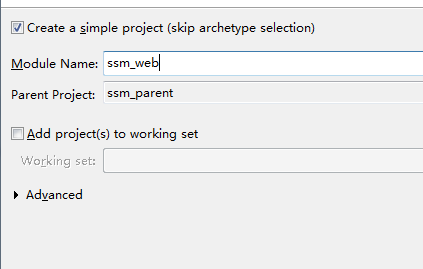 Create a simple project (skip archetype selection)
Module Name: ssm_web
Parent Project: ssm_parent
Add project(s) to working set
Working set:
Advanced